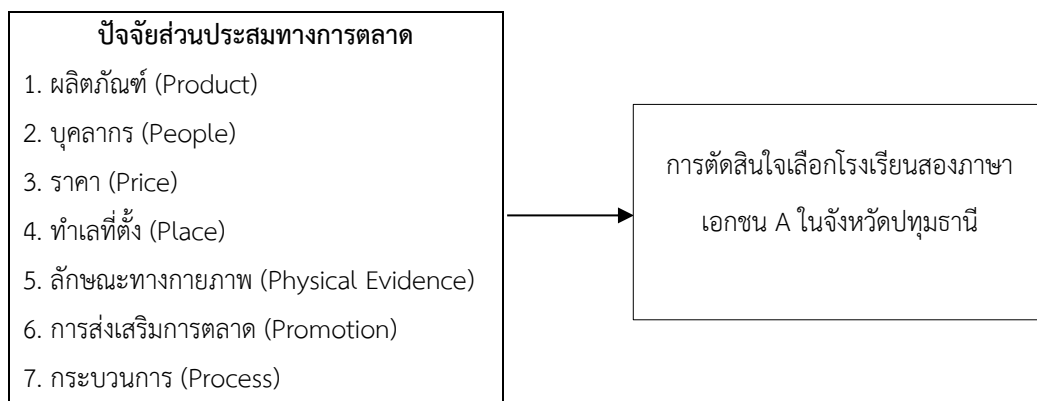 ปัจจัยส่วนประสมทางการตลาด
1. ผลิตภัณฑ์ (Product)
2. บุคลากร (People)
3. ราคา (Price)
4. ทำเลที่ตั้ง (Place)
5. ลักษณะทางกายภาพ (Physical Evidence)
6. การส่งเสริมการตลาด (Promotion)
7. กระบวนการ (Process)
การตัดสินใจเลือกโรงเรียนสองภาษา
เอกชน A ในจังหวัดปทุมธานี